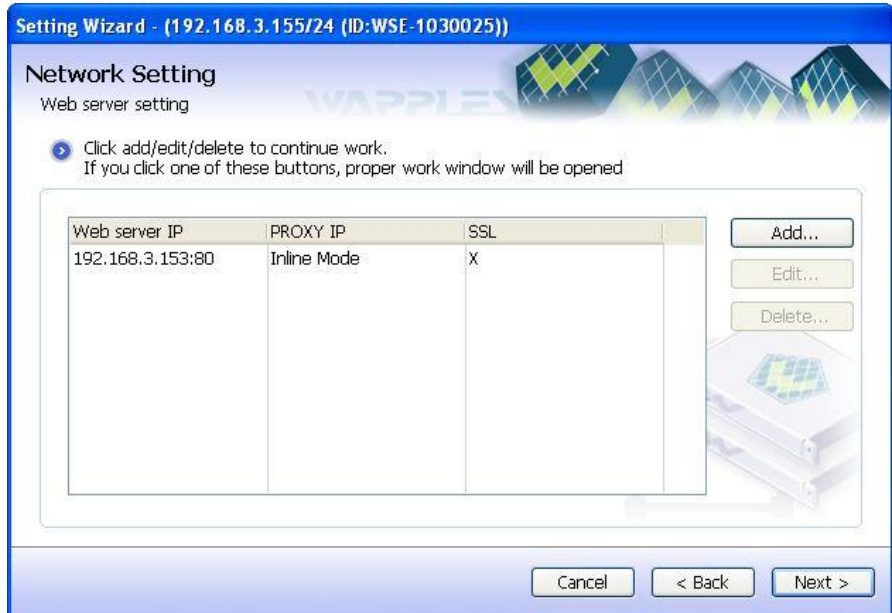 Setting Wizard - (192.168.3.155/24 (ID:WSE-1030025))
Network Setting
Web server setting
WAPPLES
Click add/edit/delete to continue work.
If you click one of these buttons, proper work window will be opened
Web server IP PROXY IP SSL
192.168.3.153:80 Inline Mode X
Add...
Edit...
Delete...
Cancel < Back Next >